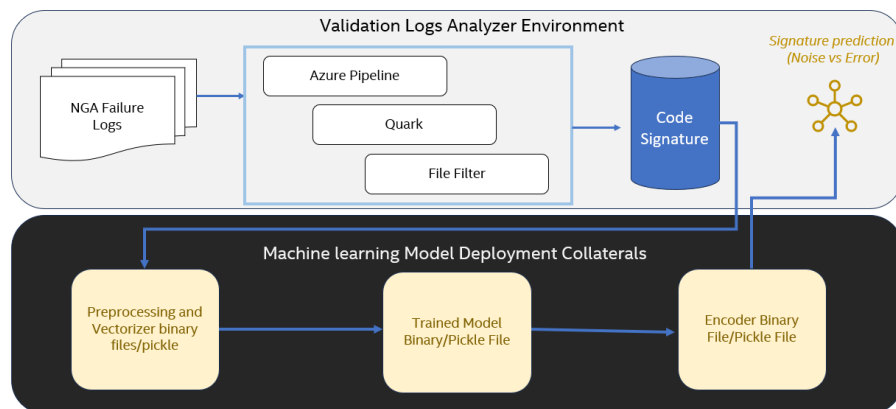 Validation Logs Analyzer Environment
Signature prediction
(Noise vs Error)
Azure Pipeline
NGA Failure
Logs
Quark
Code
Signature
File Filter
Machine learning Model Deployment Collaterals
Preprocessing and
Vectorizer binary
files/pickle
Trained Model
Binary/Pickle File
Encoder Binary
File/Pickle File